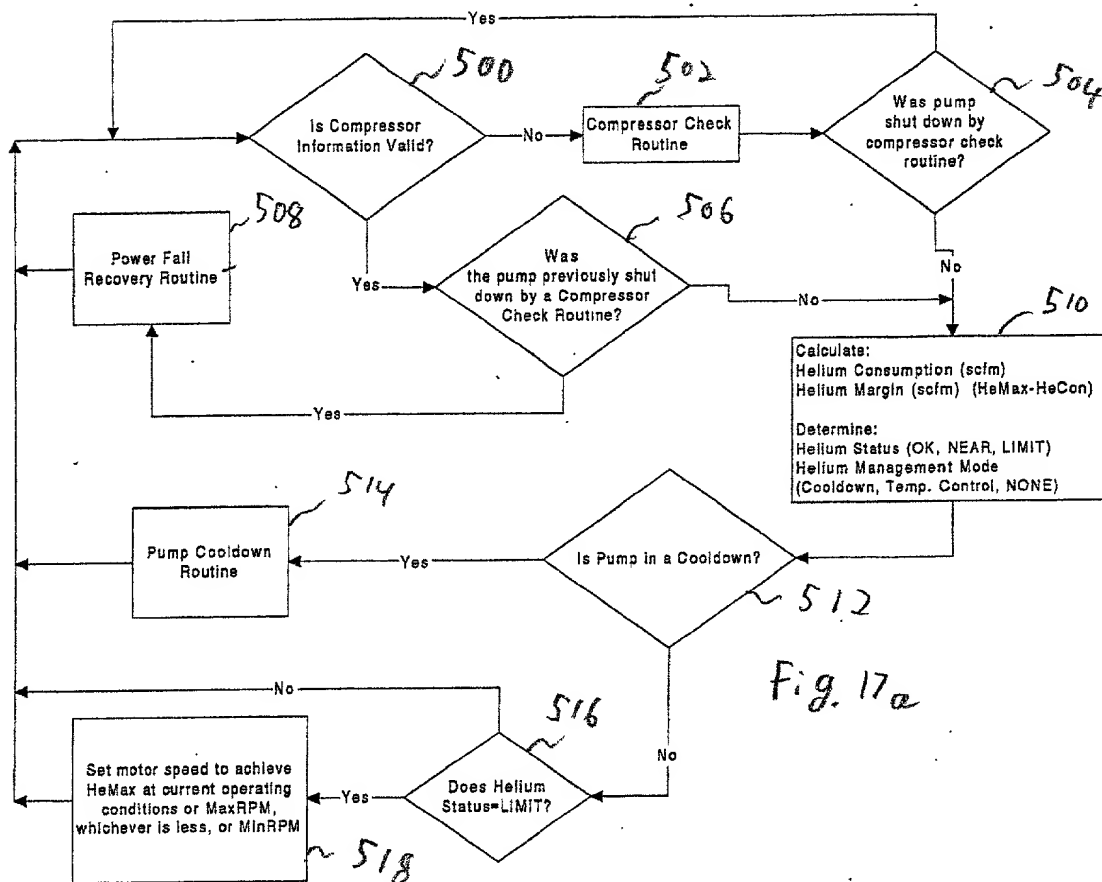 Yes
500
502
504
Is Compressor
Information Valid?
No
Compressor Check
Routine
Was pump
shut down by
compressor check
routine?
508
506
Power Fail
Recovery Routine
Yes
Was
the pump previously shut
down by a Compressor
Check Routine?
No
No
510
Yes
Calculate:
Helium Consumption (scfm)
Helium Margin (scfm) (HeMax-HeCon)
Determine:
Helium Status (OK, NEAR, LIMIT)
Helium Management Mode
(Cooldown, Temp. Control, NONE)
514
Pump Cooldown
Routine
Yes
Is Pump in a Cooldown?
512
No
Fig. 17a
516
No
Set motor speed to achieve
HeMax at current operating
conditions or MaxRPM,
whichever is less, or MinRPM
Yes
Does Helium
Status=LIMIT?
518